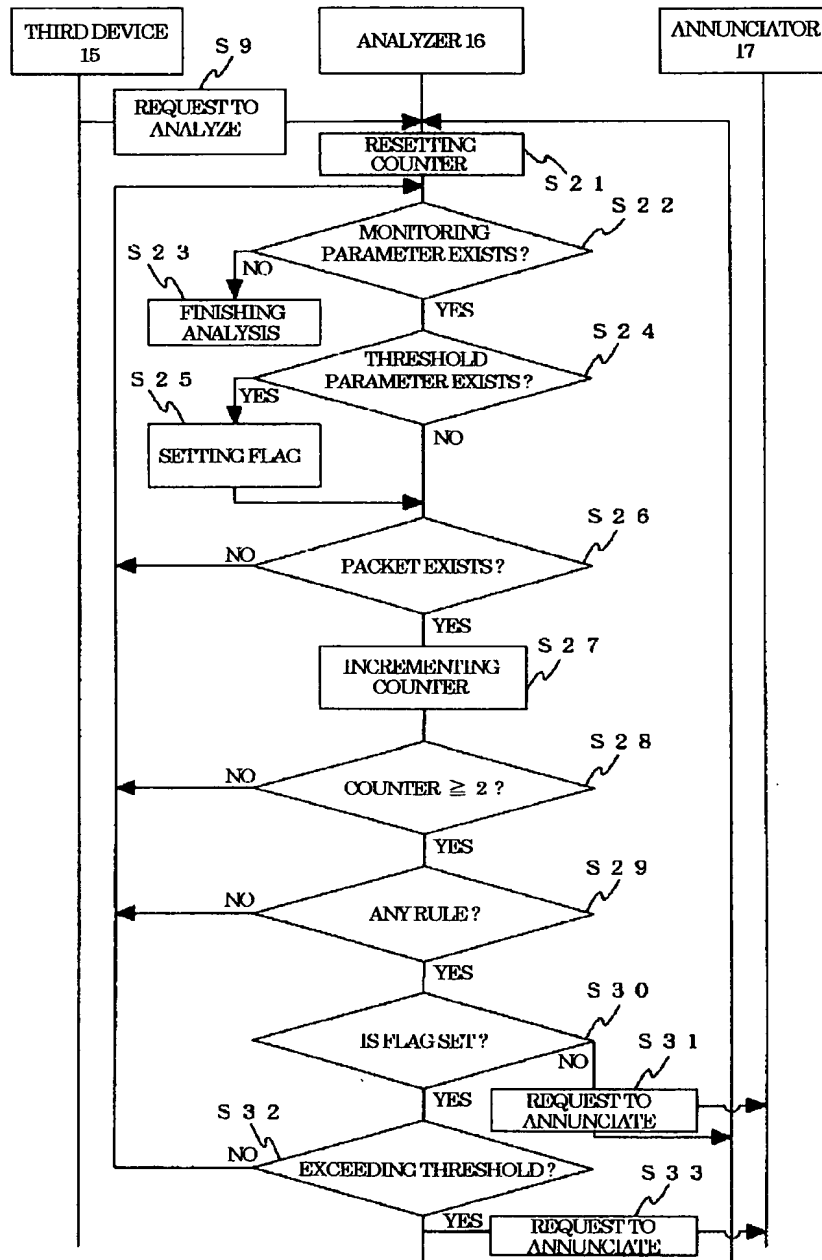 THIRD DEVICE
15
ANALYZER 16
ANNUNCIATOR
17
S 9
REQUEST TO
ANALYZE
RESETTING
COUNTER
S 2 1
MONITORING
PARAMETER EXISTS ?
S 2 2
S 2 3
NO
YES
FINISHING
ANALYSIS
THRESHOLD
PARAMETER EXISTS ?
S 2 4
S 2 5
YES
NO
SETTING FLAG
S 2 6
NO
PACKET EXISTS ?
YES
S 2 7
INCREMENTING
COUNTER
S 2 8
NO
COUNTER ≧ 2 ?
YES
S 2 9
NO
ANY RULE ?
YES
S 3 0
IS FLAG SET ?
NO
S 3 1
YES
REQUEST TO
ANNUNCIATE
S 3 2
NO
EXCEEDING THRESHOLD ?
S 3 3
YES
REQUEST TO
ANNUNCIATE